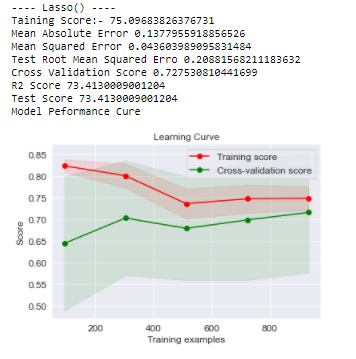 ---- Lasso() ----
Taining Score:- 75.09683826376731
Mean Absolute Error 0.1377955918856526
Mean Squared Error 0.043603989095831484
Test Root Mean Squared Erro 0.20881568211183632
Cross Validation Score 0.727530810441699
R2 Score 73.4130009001204
Test Score 73.4130009001204
Model Peformance Cure
Learning Curve
Training score
Cross-validation score
0.85
0.80
0.75
0.70
0.65
0.60
0.55
0.50
Score
200
400
600
800
Training examples